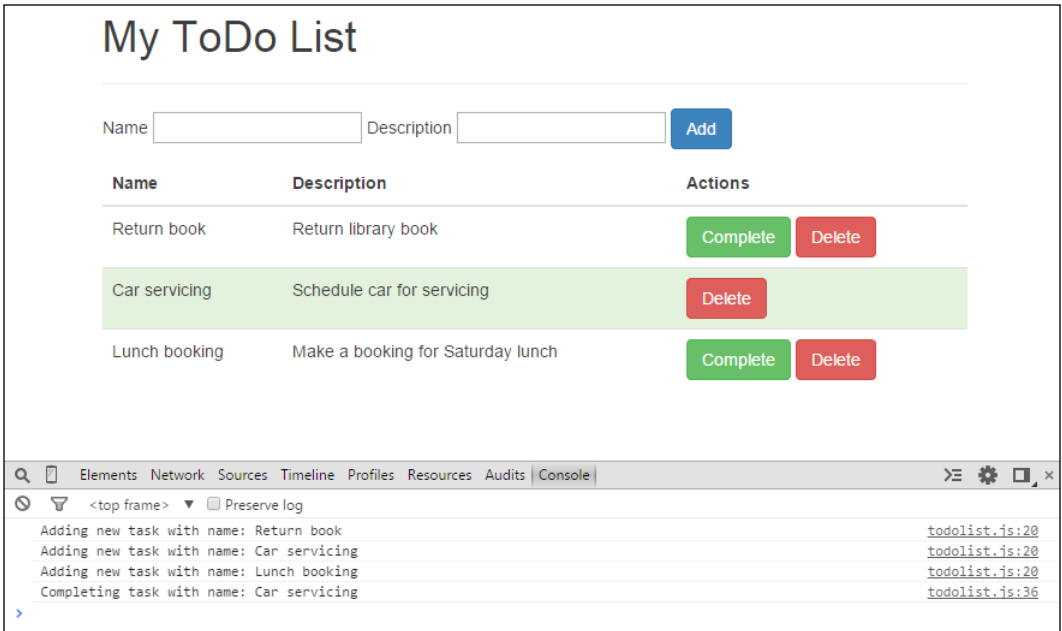 My ToDo List
Name Description Add
Name Description Actions
Return book Return library book Complete Delete
Car servicing Schedule car for servicing Delete
Lunch booking Make a booking for Saturday lunch Complete Delete
Elements Network Sources Timeline Profiles Resources Audits Console
<top frame> ▼ Preserve log
Adding new task with name: Return book todolist.js:20
Adding new task with name: Car servicing todolist.js:20
Adding new task with name: Lunch booking todolist.js:20
Completing task with name: Car servicing todolist.js:36
>